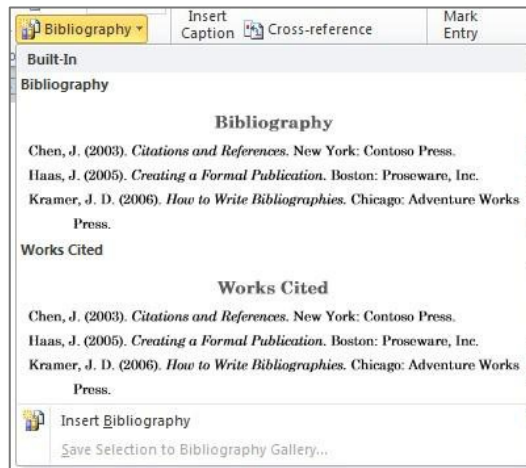 Bibliography
Insert
Caption
Cross-reference
Mark
Entry
Built-In
Bibliography
Bibliography
Chen, J. (2003). Citations and References. New York: Contoso Press.
Haas, J. (2005). Creating a Formal Publication. Boston: Proseware, Inc.
Kramer, J. D. (2006). How to Write Bibliographies. Chicago: Adventure Works
Press.
Works Cited
Works Cited
Chen, J. (2003). Citations and References. New York: Contoso Press.
Haas, J. (2005). Creating a Formal Publication. Boston: Proseware, Inc.
Kramer, J. D. (2006). How to Write Bibliographies. Chicago: Adventure Works
Press.
Insert Bibliography
Save Selection to Bibliography Gallery...